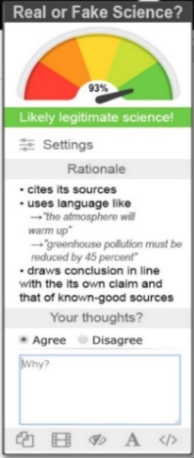 Real or Fake Science?
93%
Likely legitimate science!
Settings
Rationale
• cites its sources
• uses language like
→"the atmosphere will
warm up"
→"greenhouse pollution must be
reduced by 45 percent"
• draws conclusion in line
with the its own claim and
that of known-good sources
Your thoughts?
Agree Disagree
Why?
A </>